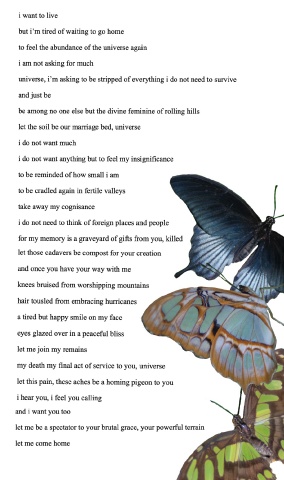 i want to live
but i'm tired of waiting to go home
to feel the abundance of the universe again
i am not asking for much
universe, i'm asking to be stripped of everything i do not need to survive
and just be
be among no one else but the divine feminine of rolling hills
let the soil be our marriage bed, universe
i do not want much
i do not want anything but to feel my insignificance
to be reminded of how small i am
to be cradled again in fertile valleys
take away my cognisance
i do not need to think of foreign places and people
for my memory is a graveyard of gifts from you, killed
let those cadavers be compost for your creation
and once you have your way with me
knees bruised from worshipping mountains
hair tousled from embracing hurricanes
a tired but happy smile on my face
eyes glazed over in a peaceful bliss
let me join my remains
my death my final act of service to you, universe
let this pain, these aches be a homing pigeon to you
i hear you, i feel you calling
and i want you too
let me be a spectator to your brutal grace, your powerful terrain
let me come home